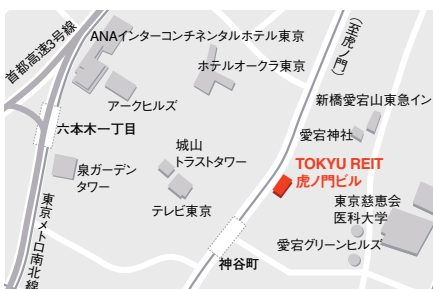 首都高速3号線
ANAインターコンチネンタルホテル東京
ホテルオークラ東京
(至虎ノ門)
アークヒルズ
新橋愛宕山東急イン
六本木一丁目
愛宕神社
城山
トラストタワー
泉ガーデン
タワー
TOKYU REIT
虎ノ門ビル
テレビ東京
東京慈恵会
医科大学
東京メトロ南北線
愛宕グリーンヒルズ
神谷町